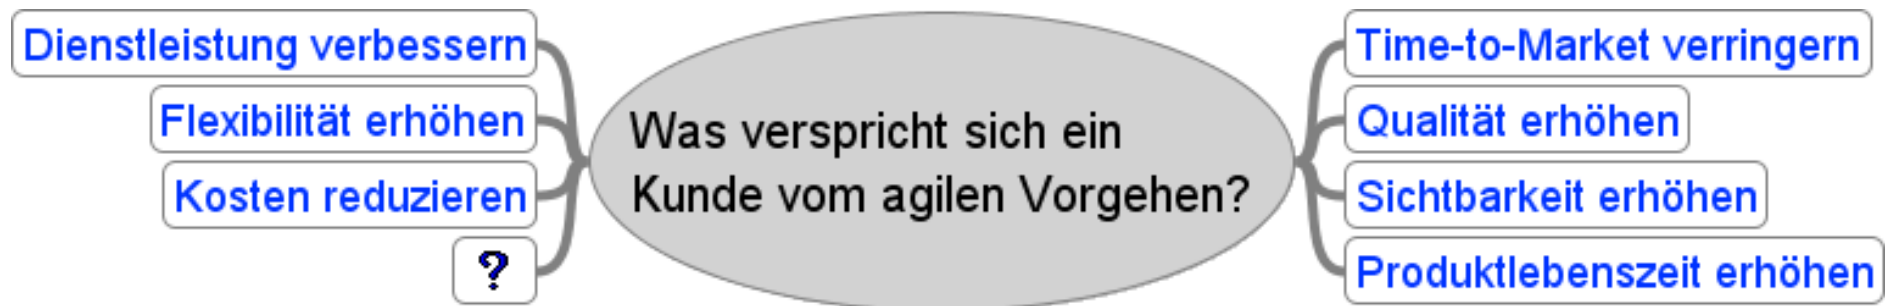 Dienstleistung verbessern
Flexibilität erhöhen
Kosten reduzieren
?
Was verspricht sich ein
Kunde vom agilen Vorgehen?
Time-to-Market verringern
Qualität erhöhen
Sichtbarkeit erhöhen
Produktlebenszeit erhöhen